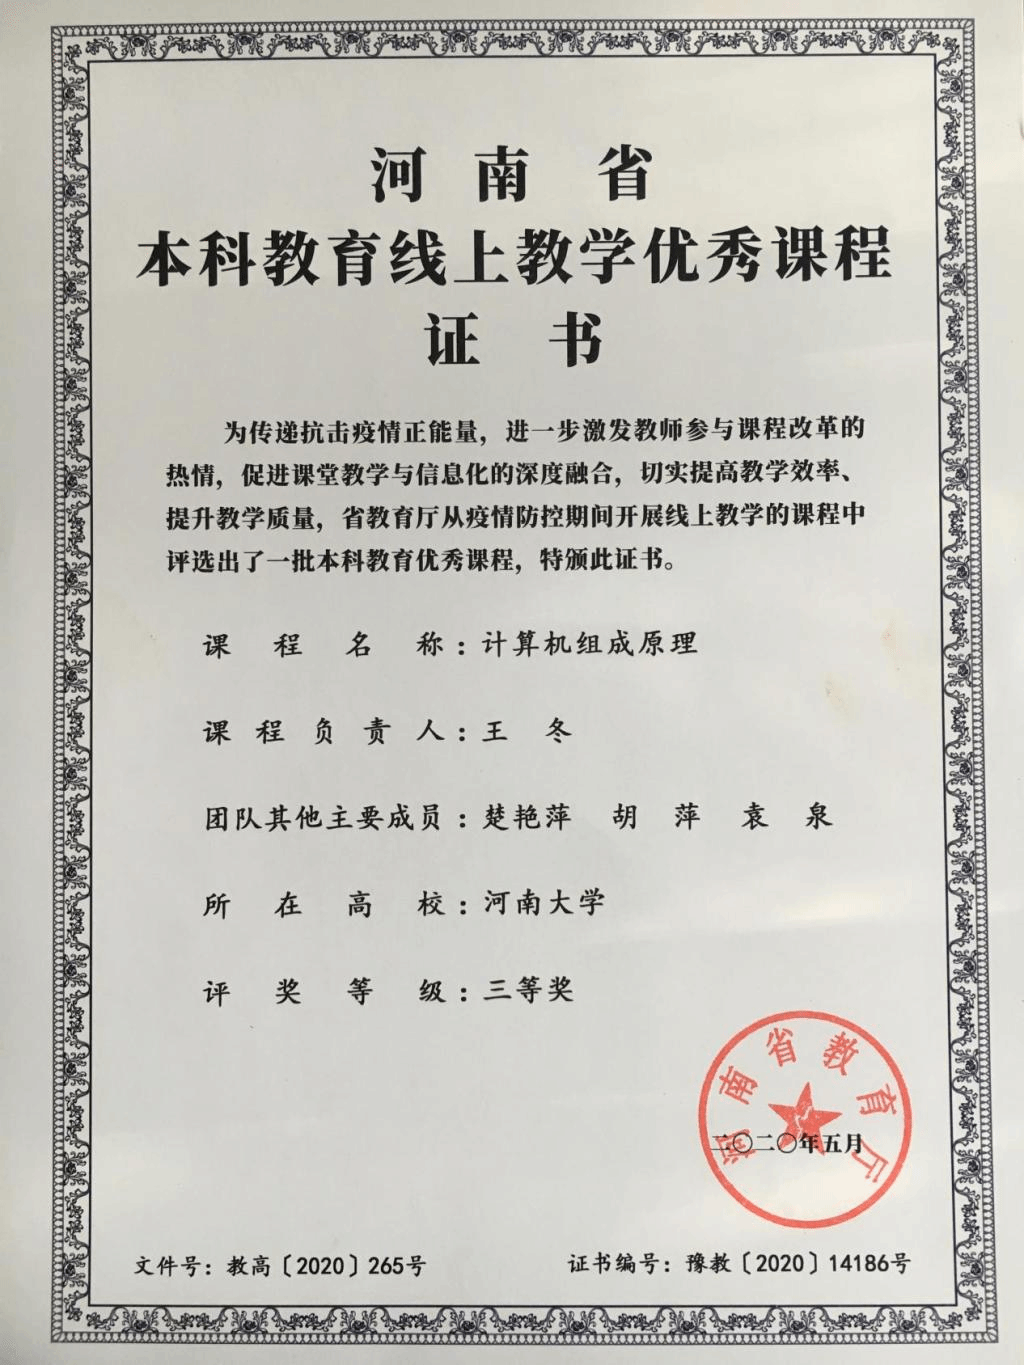 河南省
本科教育线上教学优秀课程
证书
为传递抗击疫情正能量，进一步激发教师参与课程改革的
热情，促进课堂教学与信息化的深度融合，切实提高教学效率、
提升教学质量，省教育厅从疫情防控期间开展线上教学的课程中
评选出了一批本科教育优秀课程，特颁此证书。
课程名称：计算机组成原理
课程负责人：王冬
团队其他主要成员：楚艳萍 胡萍 袁泉
所在高校：河南大学
评奖等级：三等奖
河南省教育厅
二〇二〇年五月
文件号：教高〔2020〕265号
证书编号：豫教〔2020〕14186号